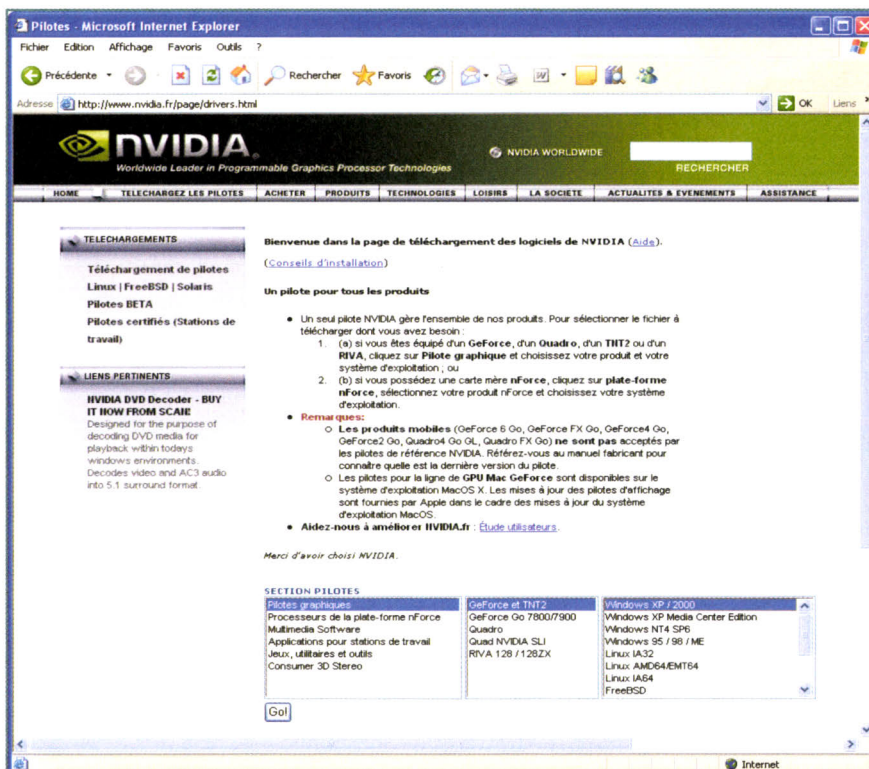 Pilotes - Microsoft Internet Explorer
Fichier Edition Affichage Favoris Outils ?
Précédente Rechercher Favoris
Adresse http://www.nvidia.fr/page/drivers.html OK Liens
NVIDIA.
Worldwide Leader in Programmable Graphics Processor Technologies
NVIDIA WORLDWIDE
RECHERCHER
HOME TELECHARGEZ LES PILOTES ACHETER PRODUITS TECHNOLOGIES LOISIRS LA SOCIETE ACTUALITES & EVENEMENTS ASSISTANCE
TELECHARGEMENTS
Téléchargement de pilotes
Linux | FreeBSD | Solaris
Pilotes BETA
Pilotes certifiés (Stations de
travail)
LIENS PERTINENTS
NVIDIA DVD Decoder - BUY
IT NOW FROM SCAN!
Designed for the purpose of
decoding DVD media for
playback within todays
windows environments.
Decodes video and AC3 audio
into 5.1 surround format.
Bienvenue dans la page de téléchargement des logiciels de NVIDIA (Aide).
(Conseils d'installation)
Un pilote pour tous les produits
• Un seul pilote NVIDIA gère l'ensemble de nos produits. Pour sélectionner le fichier à
télécharger dont vous avez besoin :
1. (a) si vous êtes équipé d'un GeForce, d'un Quadro, d'un TNT2 ou d'un
RIVA, cliquez sur Pilote graphique et choisissez votre produit et votre
système d'exploitation ; ou
2. (b) si vous possédez une carte mère nForce, cliquez sur plate-forme
nForce, sélectionnez votre produit nForce et choisissez votre système
d'exploitation.
• Remarques:
○ Les produits mobiles (GeForce 6 Go, GeForce FX Go, GeForce4 Go,
GeForce2 Go, Quadro4 Go GL, Quadro FX Go) ne sont pas acceptés par
les pilotes de référence NVIDIA. Référez-vous au manuel fabricant pour
connaître quelle est la dernière version du pilote.
○ Les pilotes pour la ligne de GPU Mac GeForce sont disponibles sur le
système d'exploitation MacOS X. Les mises à jour des pilotes d'affichage
sont fournies par Apple dans le cadre des mises à jour du système
d'exploitation MacOS.
• Aidez-nous à améliorer NVIDIA.fr : Étude utilisateurs.
Merci d'avoir choisi NVIDIA.
SECTION PILOTES
Pilotes graphiques
Processeurs de la plate-forme nForce
Multimedia Software
Applications pour stations de travail
Jeux, utilitaires et outils
Consumer 3D Stereo
GeForce et TNT2
GeForce Go 7800/7900
Quadro
Quad NVIDIA SLI
RIVA 128 / 128ZX
Windows XP / 2000
Windows XP Media Center Edition
Windows NT4 SP6
Windows 95 / 98 / ME
Linux IA32
Linux AMD64/EMT64
Linux IA64
FreeBSD
Go!
Internet